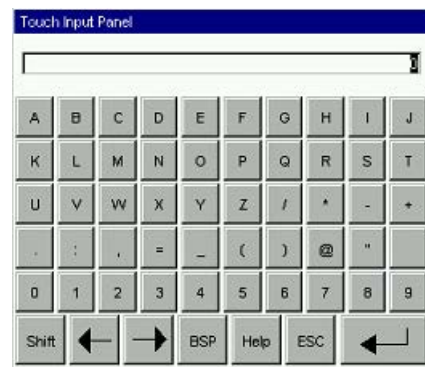 Touch Input Panel
0
A B C D E F G H I J
K L M N O P Q R S T
U V W X Y Z / * - +
. : , = _ ( ) @ "
0 1 2 3 4 5 6 7 8 9
Shift BSP Help ESC